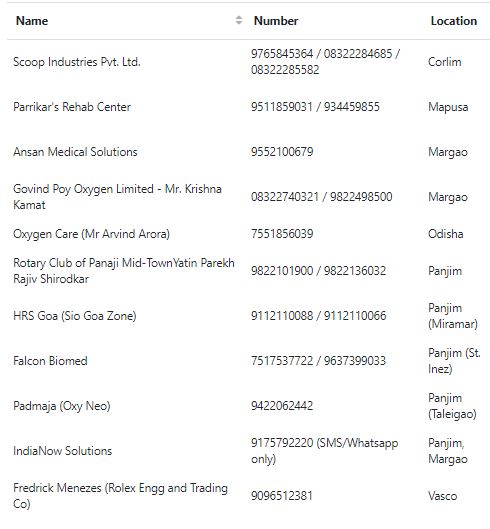 Name Number Location
Scoop Industries Pvt. Ltd. 9765845364 / 08322284685 / 08322285582 Corlim
Parrikar's Rehab Center 9511859031 / 934459855 Mapusa
Ansan Medical Solutions 9552100679 Margao
Govind Poy Oxygen Limited - Mr. Krishna Kamat 08322740321 / 9822498500 Margao
Oxygen Care (Mr Arvind Arora) 7551856039 Odisha
Rotary Club of Panaji Mid-TownYatin Parekh Rajiv Shirodkar 9822101900 / 9822136032 Panjim
HRS Goa (Sio Goa Zone) 9112110088 / 9112110066 Panjim (Miramar)
Falcon Biomed 7517537722 / 9637399033 Panjim (St. Inez)
Padmaja (Oxy Neo) 9422062442 Panjim (Taleigao)
IndiaNow Solutions 9175792220 (SMS/Whatsapp only) Panjim, Margao
Fredrick Menezes (Rolex Engg and Trading Co) 9096512381 Vasco